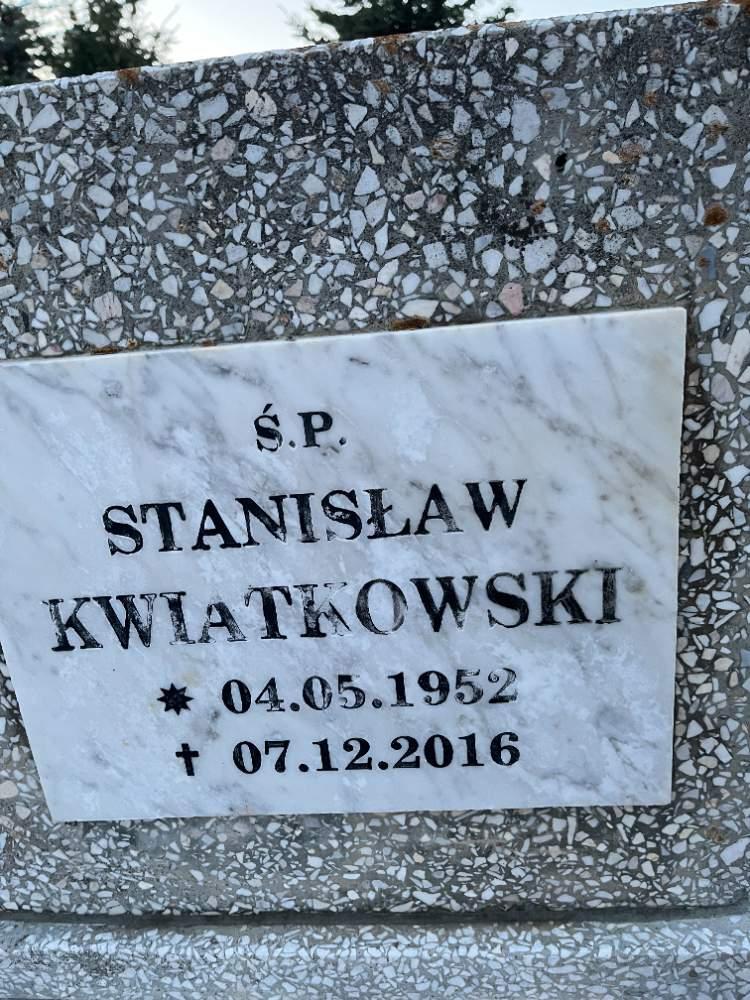 Ś.P.
STANISŁAW
KWIATKOWSKI
* 04.05.1952
† 07.12.2016